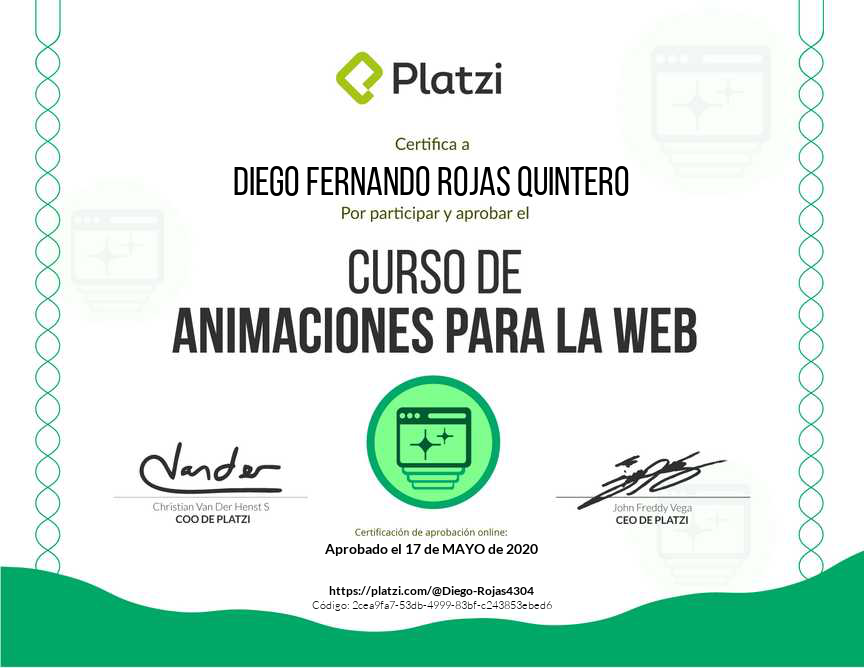 Platzi
Certifica a
DIEGO FERNANDO ROJAS QUINTERO
Por participar y aprobar el
CURSO DE
ANIMACIONES PARA LA WEB
Christian Van Der Henst S
COO DE PLATZI
John Freddy Vega
CEO DE PLATZI
Certificación de aprobación online:
Aprobado el 17 de MAYO de 2020
https://platzi.com/@Diego-Rojas4304
Código: 2cea9fa7-53db-4999-83bf-c243853ebed6